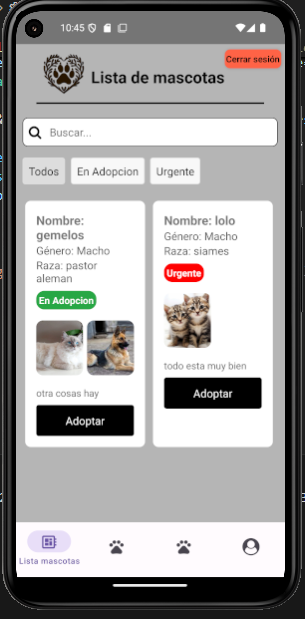 10:45
Cerrar sesión
Lista de mascotas
Buscar...
Todos
En Adopcion
Urgente
Nombre:
gemelos
Género: Macho
Raza: pastor
aleman
En Adopcion
otra cosas hay
Adoptar
Nombre: lolo
Género: Macho
Raza: siames
Urgente
todo esta muy bien
Adoptar
Lista mascotas